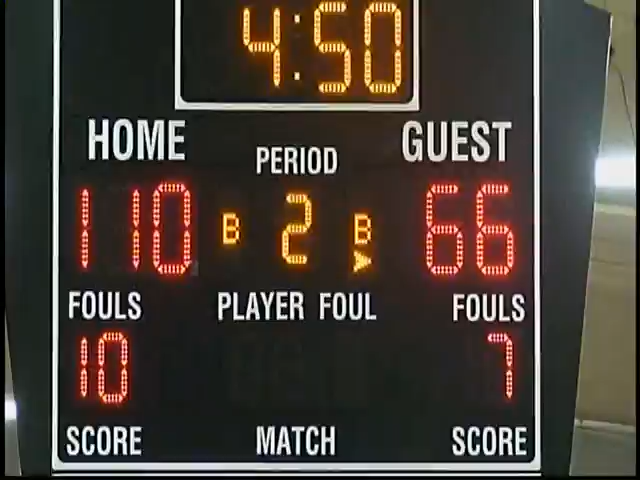 4:50
HOME PERIOD GUEST
110 B 2 B 66
FOULS PLAYER FOUL FOULS
10 7
SCORE MATCH SCORE